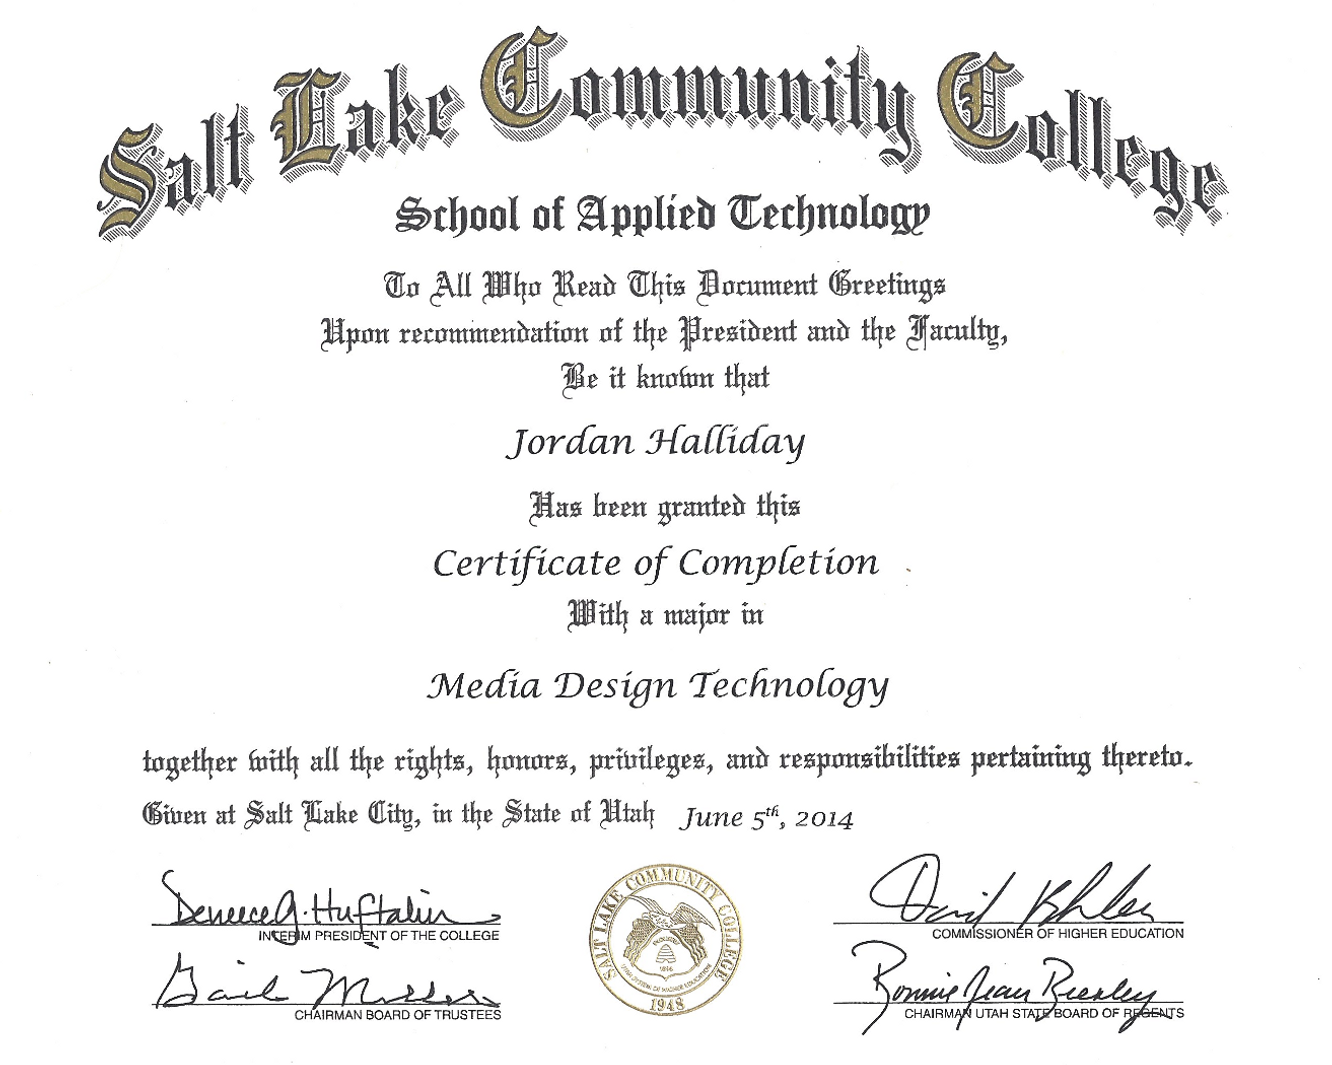 Salt Lake Community College
School of Applied Technology
To All Who Read This Document Greetings
Upon recommendation of the President and the Faculty,
Be it known that
Jordan Halliday
Has been granted this
Certificate of Completion
With a major in
Media Design Technology
together with all the rights, honors, privileges, and responsibilities pertaining thereto.
Given at Salt Lake City, in the State of Utah June 5th, 2014
Deneece G. Huftalin
INTERIM PRESIDENT OF THE COLLEGE
Gail Miller
CHAIRMAN BOARD OF TRUSTEES
SALT LAKE COMMUNITY COLLEGE
1896
UTAH SYSTEM OF HIGHER EDUCATION
1948
David
COMMISSIONER OF HIGHER EDUCATION
Bonnie Jean Beesley
CHAIRMAN UTAH STATE BOARD OF REGENTS